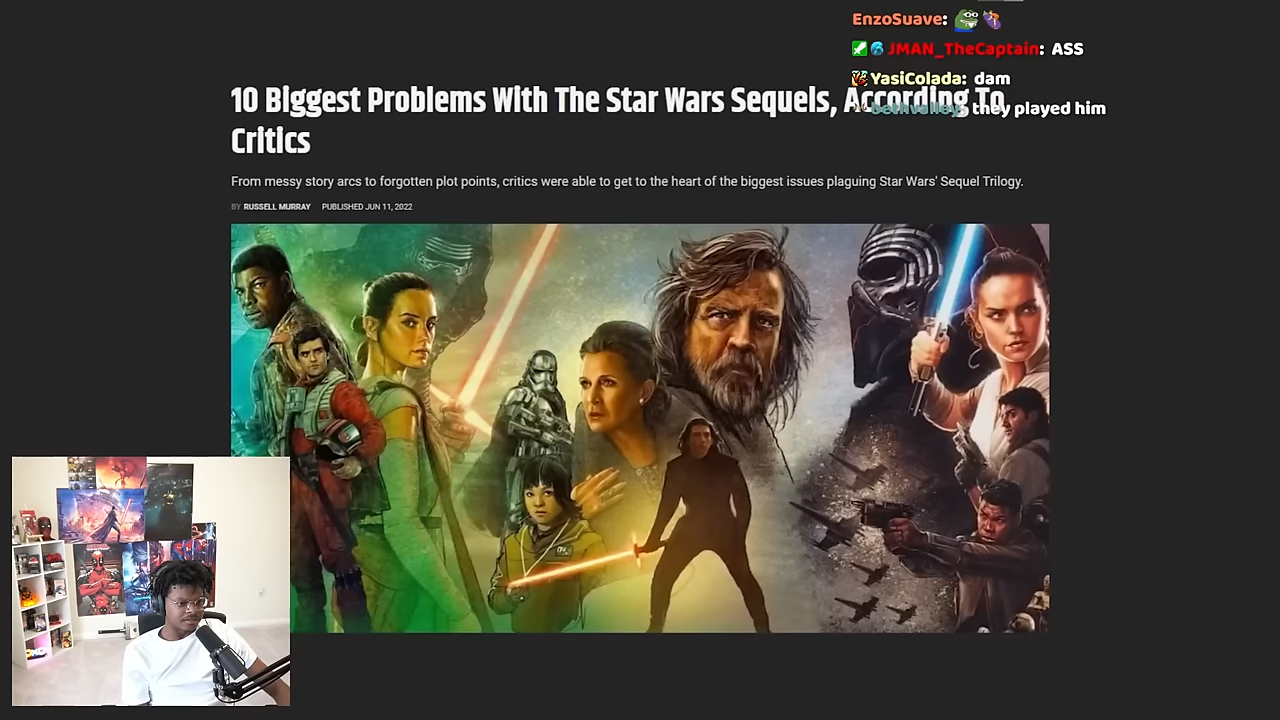 EnzoSuave:
JMAN_TheCaptain: ASS
YasiCoLada: dam
bethvalley: they played him
10 Biggest Problems With The Star Wars Sequels, According To
Critics
From messy story arcs to forgotten plot points, critics were able to get to the heart of the biggest issues plaguing Star Wars' Sequel Trilogy.
BY RUSSELL MURRAY PUBLISHED JUN 11, 2022